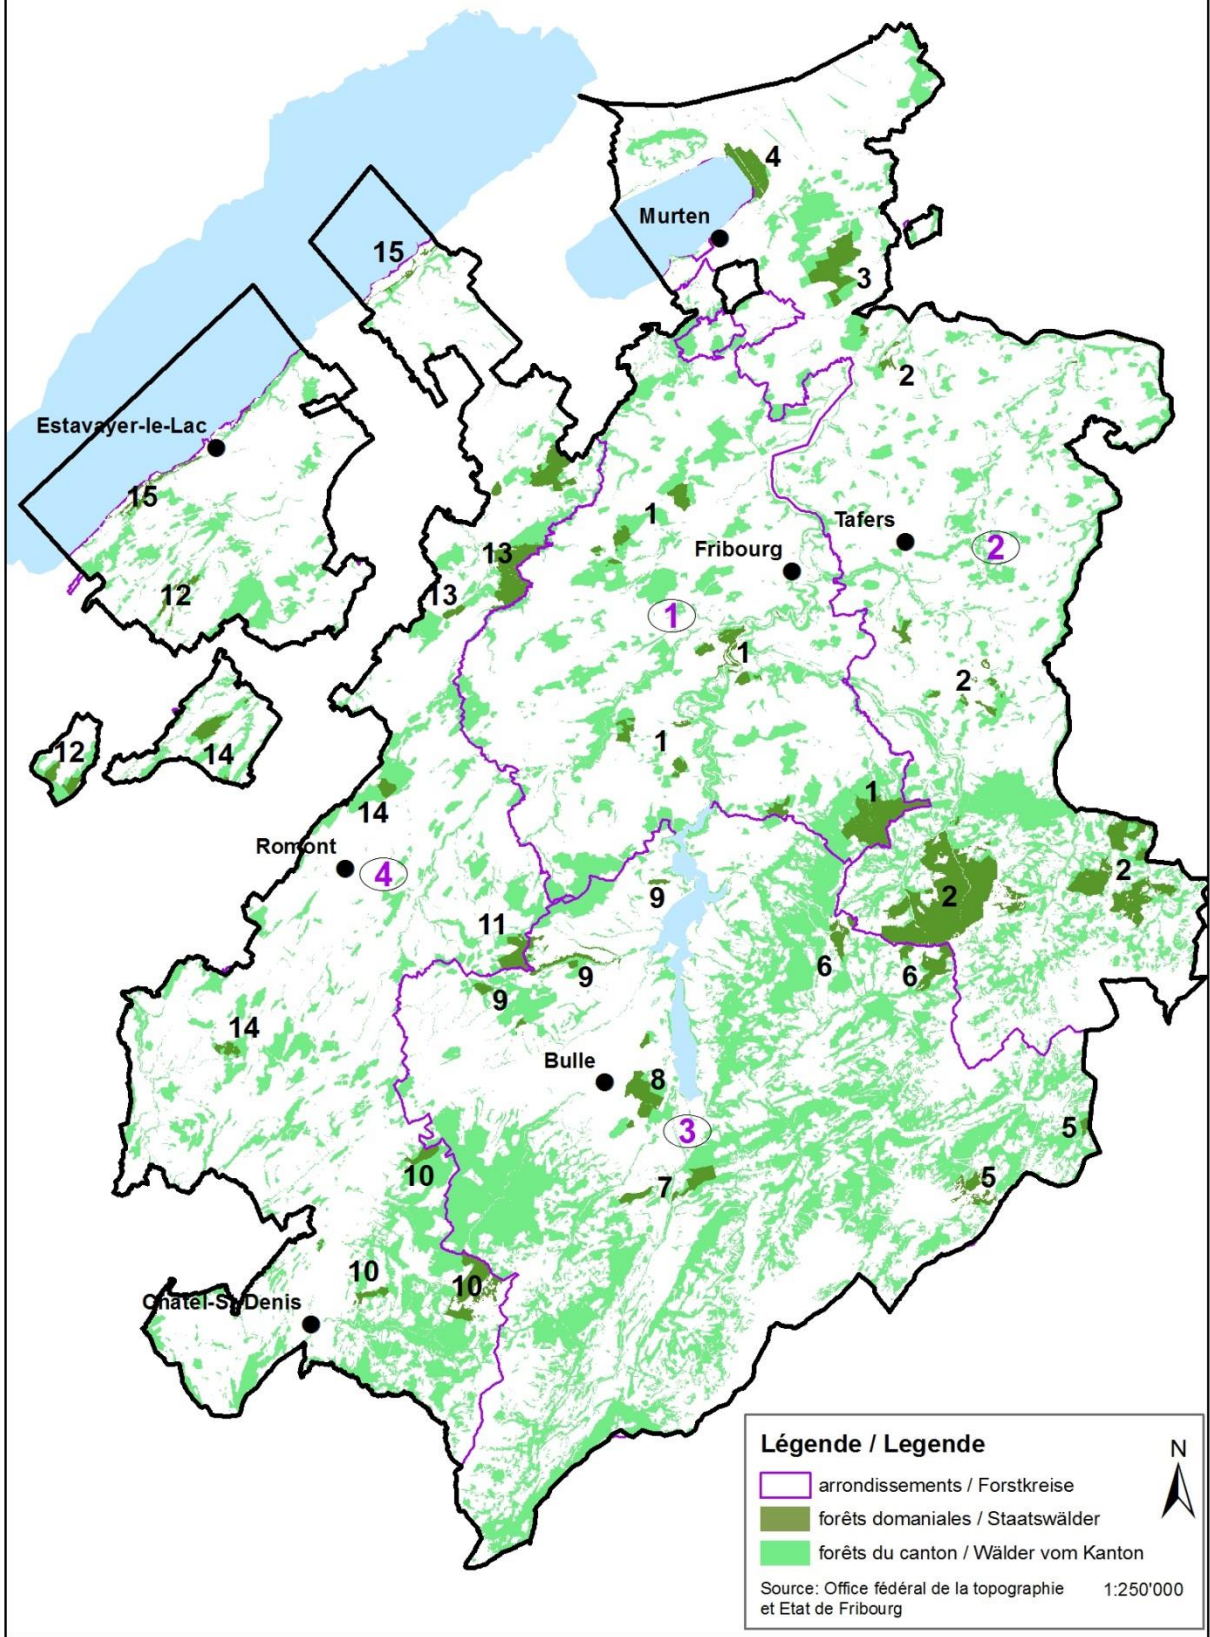 4
Murten
15
3
2
Estavayer-le-Lac
15
1
Tafers
2
13
Fribourg
12
13
1
1
2
12
14
1
14
1
Romont
4
2
2
9
11
6
6
9
9
14
Bulle
8
3
5
10
7
5
10
10
Châtel-St-Denis
Légende / Legende
N
arrondissements / Forstkreise
forêts domaniales / Staatswälder
forêts du canton / Wälder vom Kanton
Source: Office fédéral de la topographie 1:250'000
et Etat de Fribourg